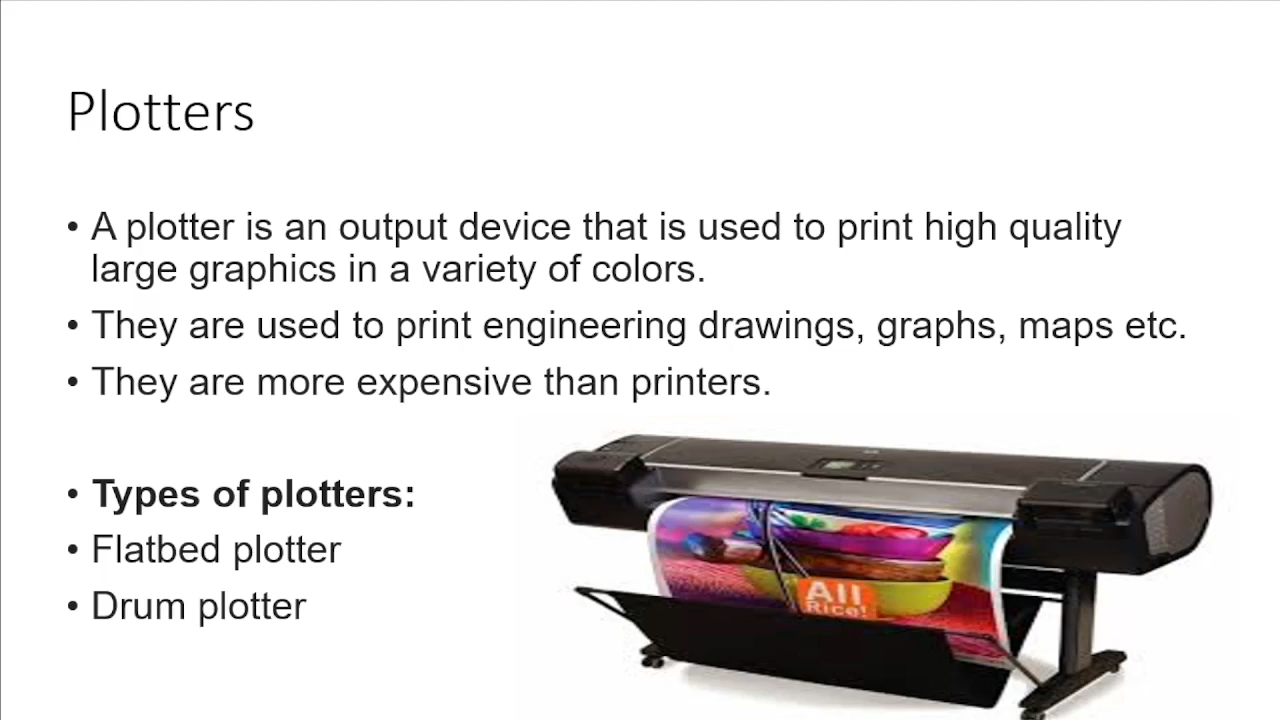 Plotters
• A plotter is an output device that is used to print high quality
large graphics in a variety of colors.
• They are used to print engineering drawings, graphs, maps etc.
• They are more expensive than printers.
• Types of plotters:
• Flatbed plotter
• Drum plotter
All
Rice!